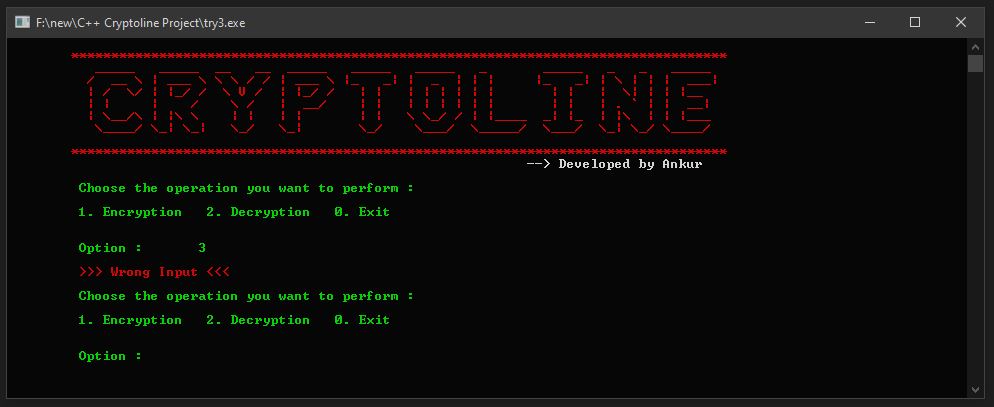 F:\new\C++ Cryptoline Project\try3.exe
CRYPTOLINE
--> Developed by Ankur
Choose the operation you want to perform :
1. Encryption 2. Decryption 0. Exit
Option : 3
>>> Wrong Input <<<
Choose the operation you want to perform :
1. Encryption 2. Decryption 0. Exit
Option :